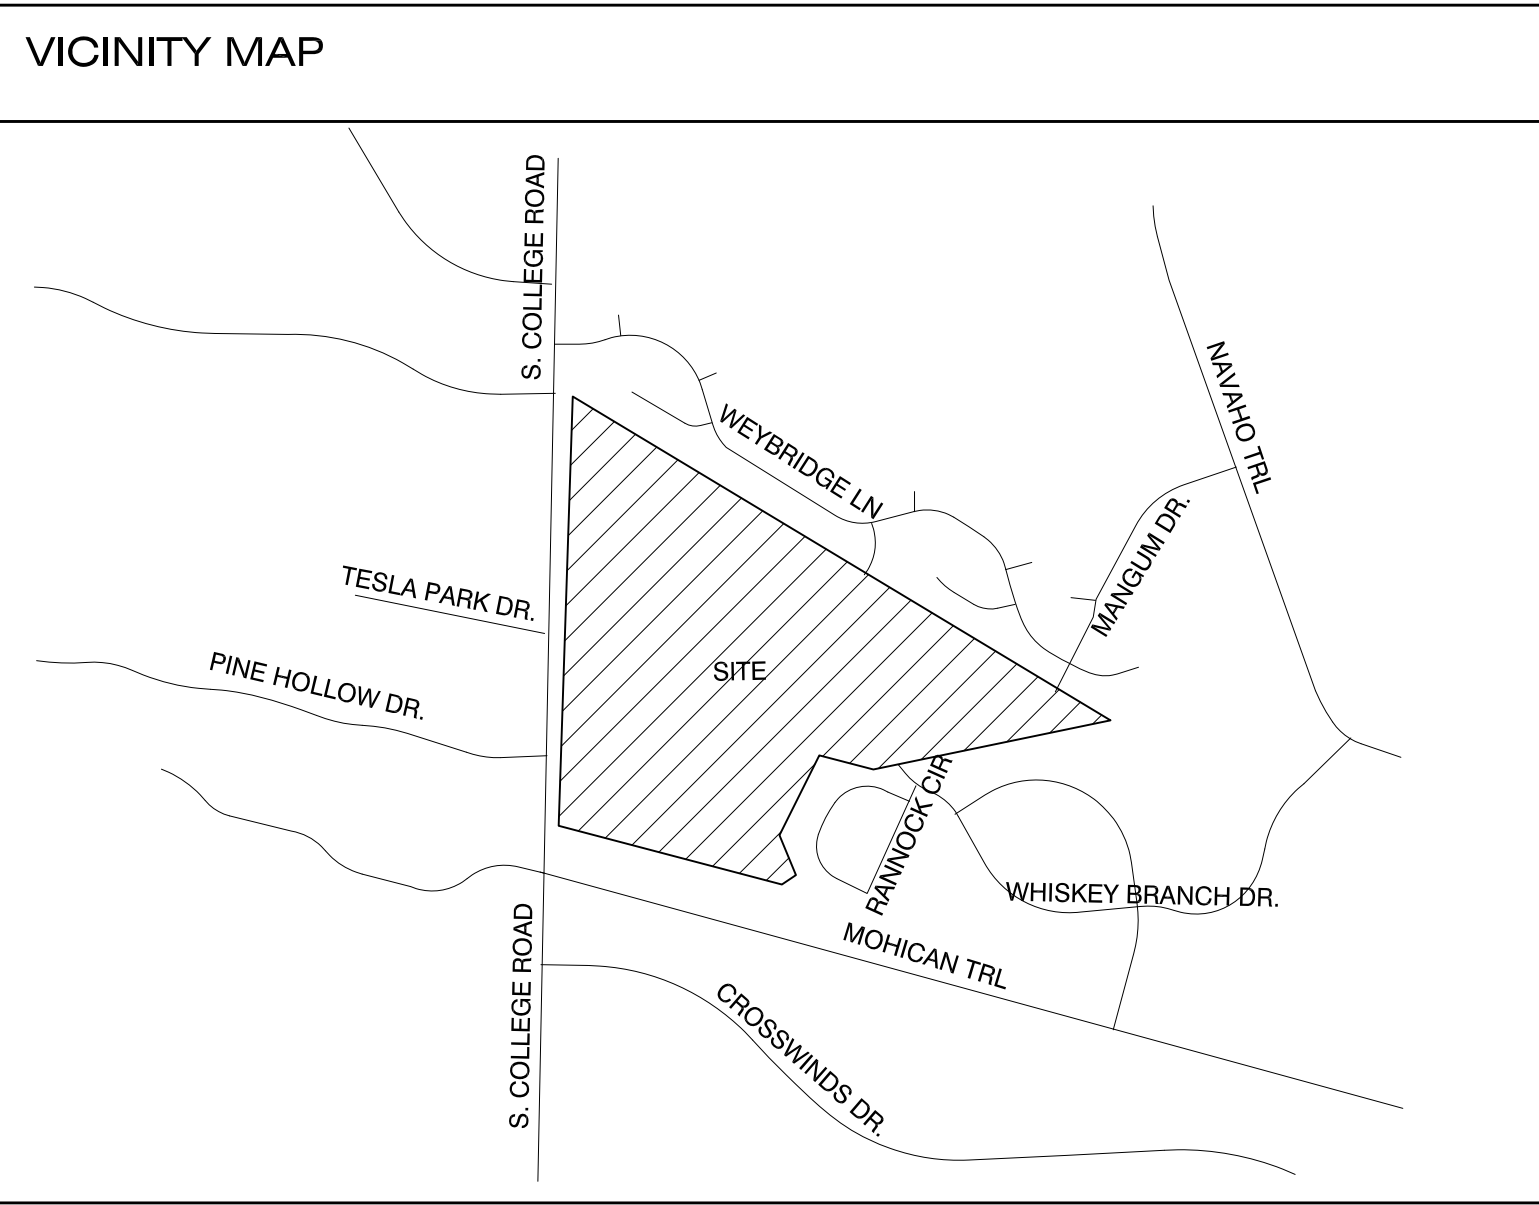 VICINITY MAP
S. COLLEGE ROAD
NAVAHO TRL
WEYBRIDGE LN
MANGUM DR.
TESLA PARK DR.
PINE HOLLOW DR.
SITE
RANNOCK CIR
WHISKEY BRANCH DR.
MOHICAN TRL
S. COLLEGE ROAD
CROSSWINDS DR.